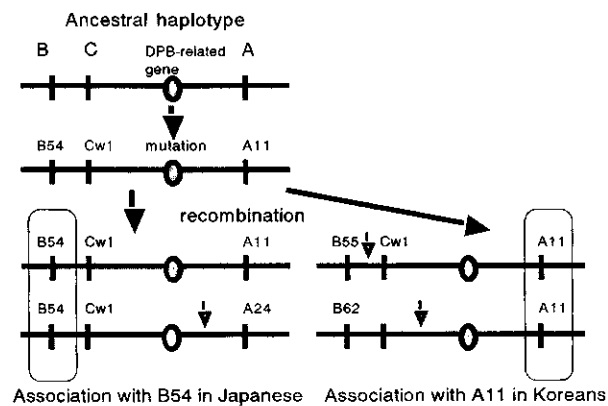 Ancestral haplotype
B C DPB-related gene A
B54 Cw1 mutation A11
recombination
B54 Cw1 A11
B54 Cw1 A24
Association with B54 in Japanese
B55 Cw1 A11
B62 A11
Association with A11 in Koreans